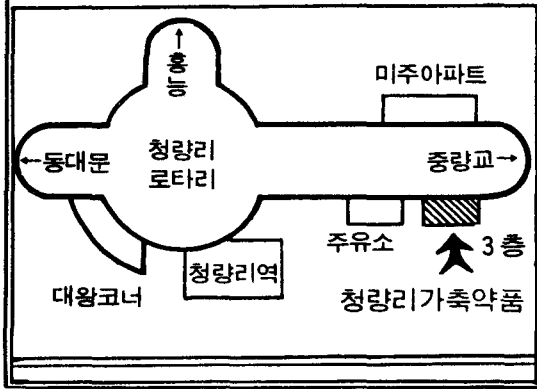 ↑
홍
능
미주아파트
←동대문
청량리
로타리
중량교→
주유소
3층
청량리역
대왕코너
청량리가축약품